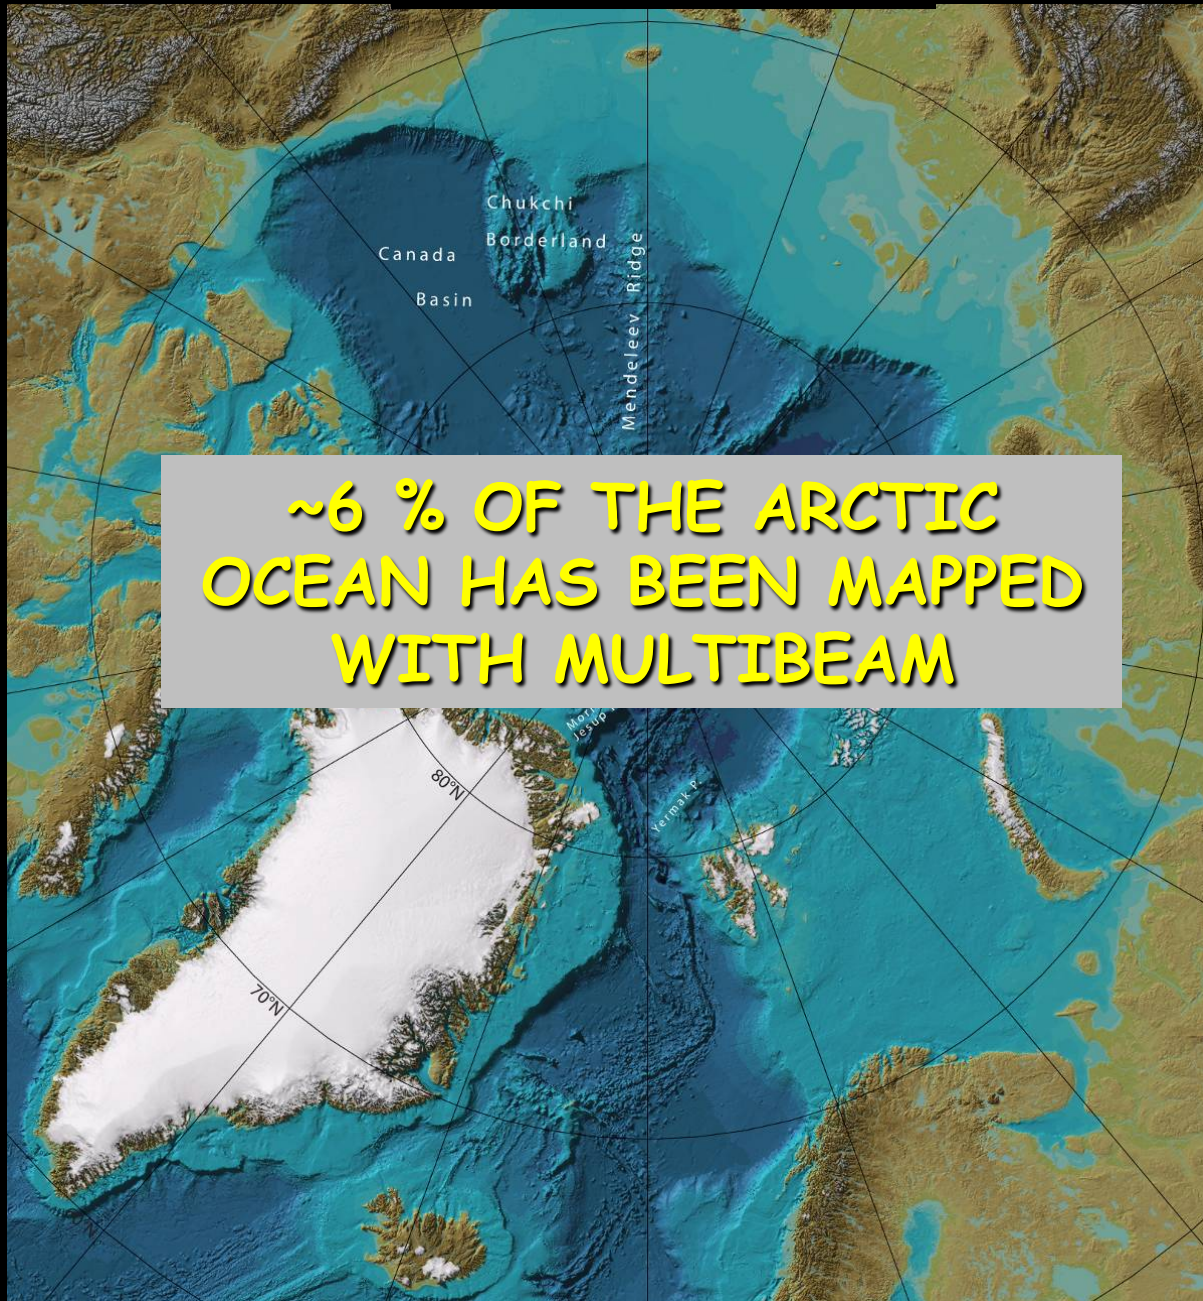 Chukchi
Borderland
Canada
Basin
Mendeleev Ridge
~6 % OF THE ARCTIC
OCEAN HAS BEEN MAPPED
WITH MULTIBEAM
Jesup
80°N
Yermak P.
70°N